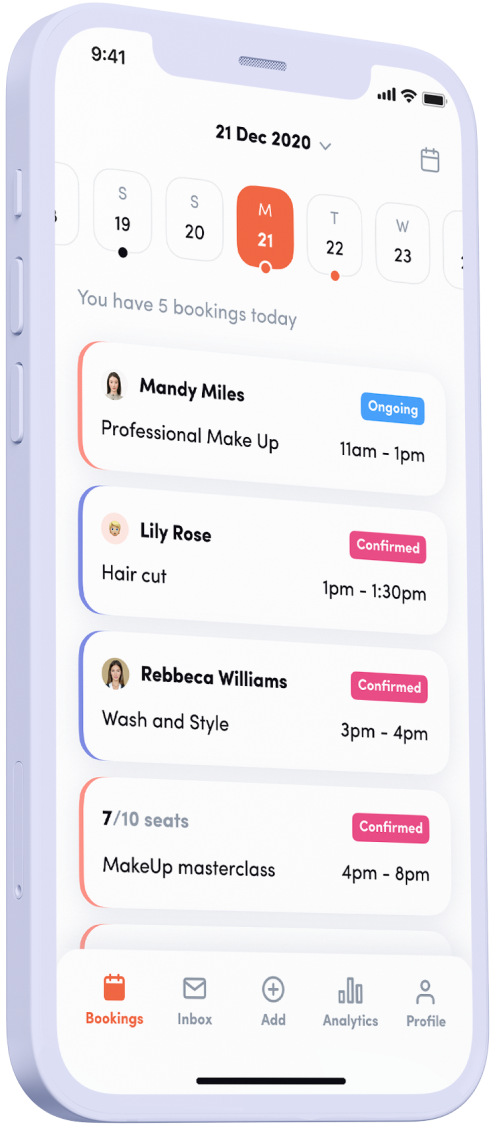 9:41
21 Dec 2020
S S M T W
19 20 21 22 23
You have 5 bookings today
Mandy Miles
Ongoing
Professional Make Up 11am - 1pm
Lily Rose
Confirmed
Hair cut 1pm - 1:30pm
Rebbeca Williams
Confirmed
Wash and Style 3pm - 4pm
7/10 seats
Confirmed
MakeUp masterclass 4pm - 8pm
Bookings Inbox Add Analytics Profile